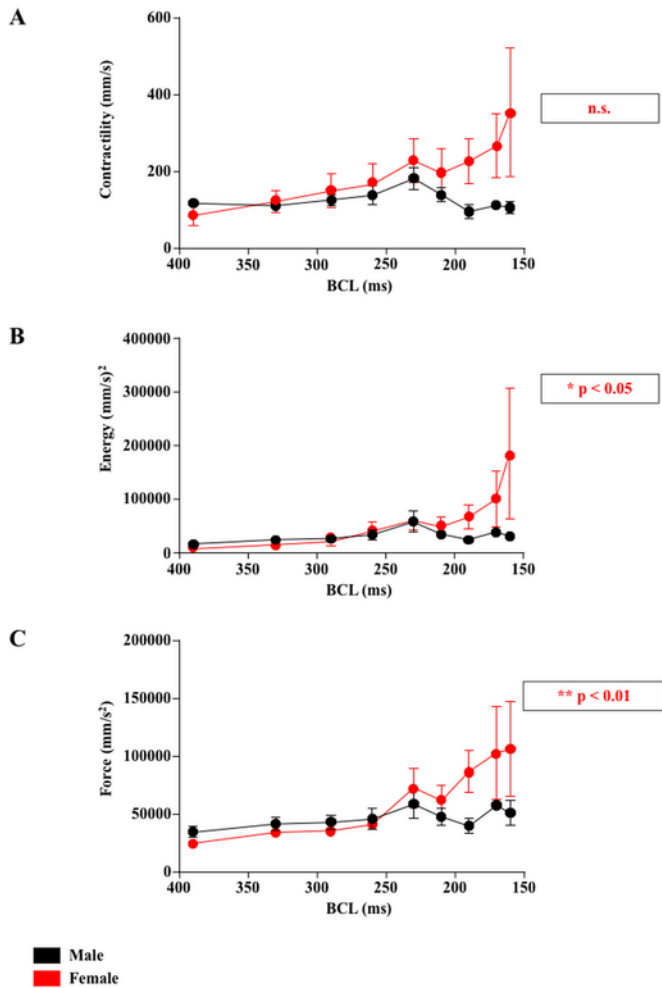 A
Contractility (mm/s)
600
400
200
0
400 350 300 250 200 150
BCL (ms)
n.s.
B
Energy (mm/s)²
400000
300000
200000
100000
0
400 350 300 250 200 150
BCL (ms)
* p < 0.05
C
Force (mm/s²)
200000
150000
100000
50000
0
400 350 300 250 200 150
BCL (ms)
** p < 0.01
Male
Female